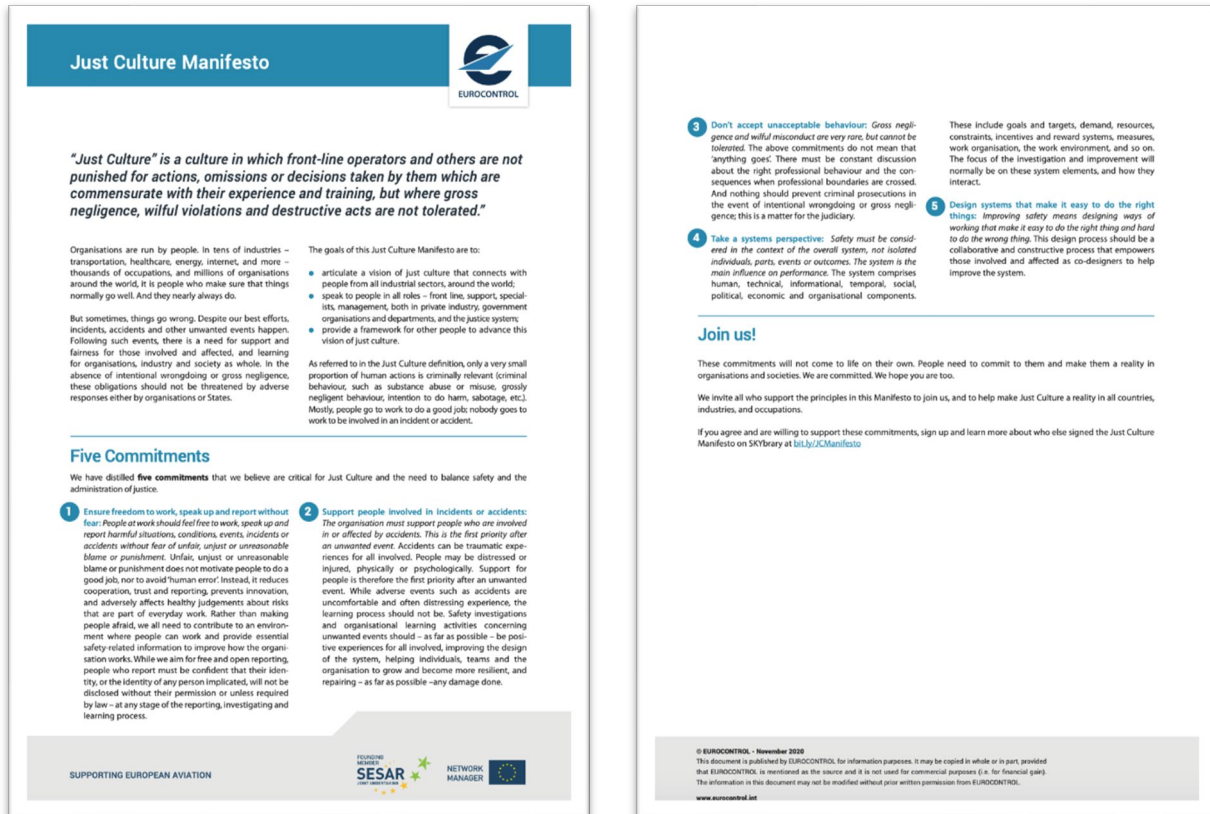 Just Culture Manifesto
EUROCONTROL
“Just Culture” is a culture in which front-line operators and others are not
punished for actions, omissions or decisions taken by them which are
commensurate with their experience and training, but where gross
negligence, wilful violations and destructive acts are not tolerated.”
Organisations are run by people. In tens of industries –
transportation, healthcare, energy, internet, and more –
thousands of occupations, and millions of organisations
around the world, it is people who make sure that things
normally go well. And they nearly always do.
But sometimes, things go wrong. Despite our best efforts,
incidents, accidents and other unwanted events happen.
Following such events, there is a need for support and
fairness for those involved and affected, and learning
for organisations, industry and society as whole. In the
absence of intentional wrongdoing or gross negligence,
these obligations should not be threatened by adverse
responses either by organisations or States.
The goals of this Just Culture Manifesto are to:
● articulate a vision of just culture that connects with
people from all industrial sectors, around the world;
● speak to people in all roles – front line, support, special-
ists, management, both in private industry, government
organisations and departments, and the justice system;
● provide a framework for other people to advance this
vision of just culture.
As referred to in the Just Culture definition, only a very small
proportion of human actions is criminally relevant (criminal
behaviour, such as substance abuse or misuse, grossly
negligent behaviour, intention to do harm, sabotage, etc.).
Mostly, people go to work to do a good job; nobody goes to
work to be involved in an incident or accident.
Five Commitments
We have distilled five commitments that we believe are critical for Just Culture and the need to balance safety and the
administration of justice.
1 Ensure freedom to work, speak up and report without
fear: People at work should feel free to work, speak up and
report harmful situations, conditions, events, incidents or
accidents without fear of unfair, unjust or unreasonable
blame or punishment. Unfair, unjust or unreasonable
blame or punishment does not motivate people to do a
good job, nor to avoid ‘human error’. Instead, it reduces
cooperation, trust and reporting, prevents innovation,
and adversely affects healthy judgements about risks
that are part of everyday work. Rather than making
people afraid, we all need to contribute to an environ-
ment where people can work and provide essential
safety-related information to improve how the organi-
sation works. While we aim for free and open reporting,
people who report must be confident that their iden-
tity, or the identity of any person implicated, will not be
disclosed without their permission or unless required
by law – at any stage of the reporting, investigating and
learning process.
2 Support people involved in incidents or accidents:
The organisation must support people who are involved
in or affected by accidents. This is the first priority after
an unwanted event. Accidents can be traumatic expe-
riences for all involved. People may be distressed or
injured, physically or psychologically. Support for
people is therefore the first priority after an unwanted
event. While adverse events such as accidents are
uncomfortable and often distressing experience, the
learning process should not be. Safety investigations
and organisational learning activities concerning
unwanted events should – as far as possible – be posi-
tive experiences for all involved, improving the design
of the system, helping individuals, teams and the
organisation to grow and become more resilient, and
repairing – as far as possible –any damage done.
SUPPORTING EUROPEAN AVIATION
FOUNDING
MEMBER
SESAR
JOINT UNDERTAKING
NETWORK
MANAGER
3 Don’t accept unacceptable behaviour: Gross negli-
gence and wilful misconduct are very rare, but cannot be
tolerated. The above commitments do not mean that
‘anything goes’. There must be constant discussion
about the right professional behaviour and the con-
sequences when professional boundaries are crossed.
And nothing should prevent criminal prosecutions in
the event of intentional wrongdoing or gross negli-
gence; this is a matter for the judiciary.
4 Take a systems perspective: Safety must be consid-
ered in the context of the overall system, not isolated
individuals, parts, events or outcomes. The system is the
main influence on performance. The system comprises
human, technical, informational, temporal, social,
political, economic and organisational components.
These include goals and targets, demand, resources,
constraints, incentives and reward systems, measures,
work organisation, the work environment, and so on.
The focus of the investigation and improvement will
normally be on these system elements, and how they
interact.
5 Design systems that make it easy to do the right
things: Improving safety means designing ways of
working that make it easy to do the right thing and hard
to do the wrong thing. This design process should be a
collaborative and constructive process that empowers
those involved and affected as co-designers to help
improve the system.
Join us!
These commitments will not come to life on their own. People need to commit to them and make them a reality in
organisations and societies. We are committed. We hope you are too.
We invite all who support the principles in this Manifesto to join us, and to help make Just Culture a reality in all countries,
industries, and occupations.
If you agree and are willing to support these commitments, sign up and learn more about who else signed the Just Culture
Manifesto on SKYbrary at bit.ly/JCManifesto
© EUROCONTROL - November 2020
This document is published by EUROCONTROL for information purposes. It may be copied in whole or in part, provided
that EUROCONTROL is mentioned as the source and it is not used for commercial purposes (i.e. for financial gain).
The information in this document may not be modified without prior written permission from EUROCONTROL.
www.eurocontrol.int